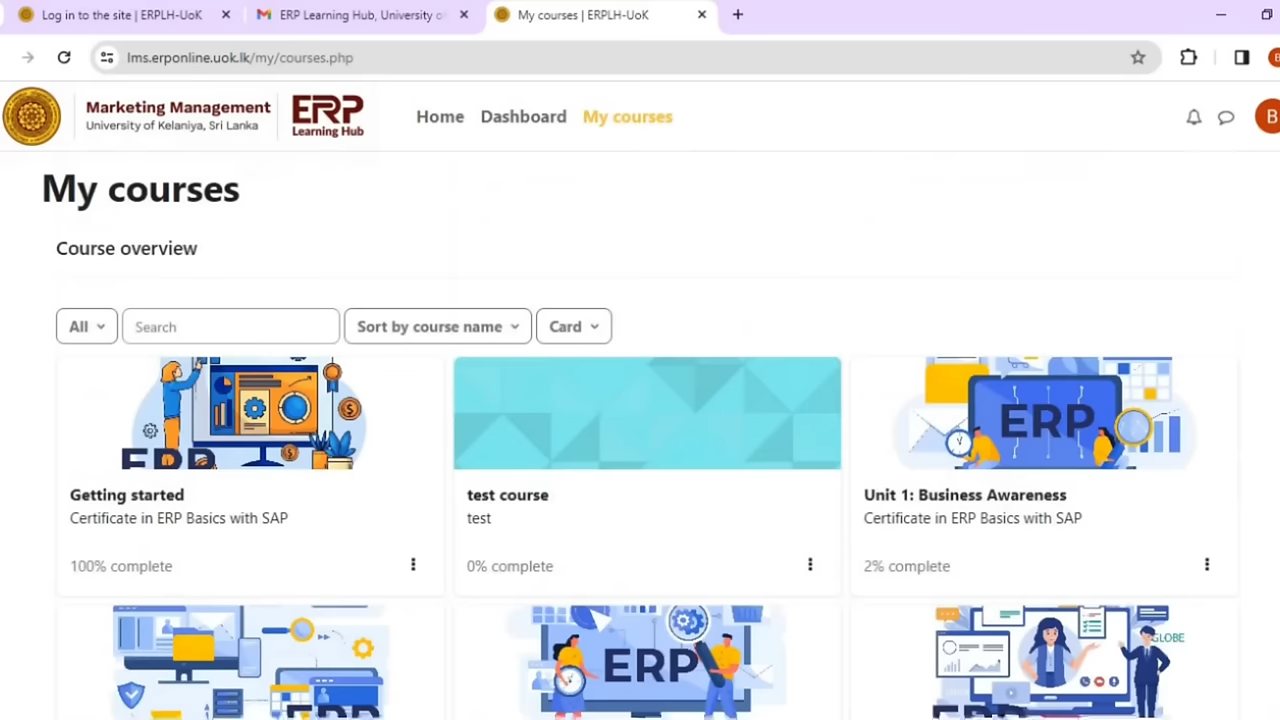 Log in to the site | ERPLH-UoK
ERP Learning Hub, University o
My courses | ERPLH-UoK
lms.erponline.uok.lk/my/courses.php
B
Marketing Management
University of Kelaniya, Sri Lanka
ERP
Learning Hub
Home
Dashboard
My courses
B
My courses
Course overview
All
Search
Sort by course name
Card
ERP
ERP
Getting started
Certificate in ERP Basics with SAP
100% complete
test course
test
0% complete
Unit 1: Business Awareness
Certificate in ERP Basics with SAP
2% complete
ERP
GLOBE